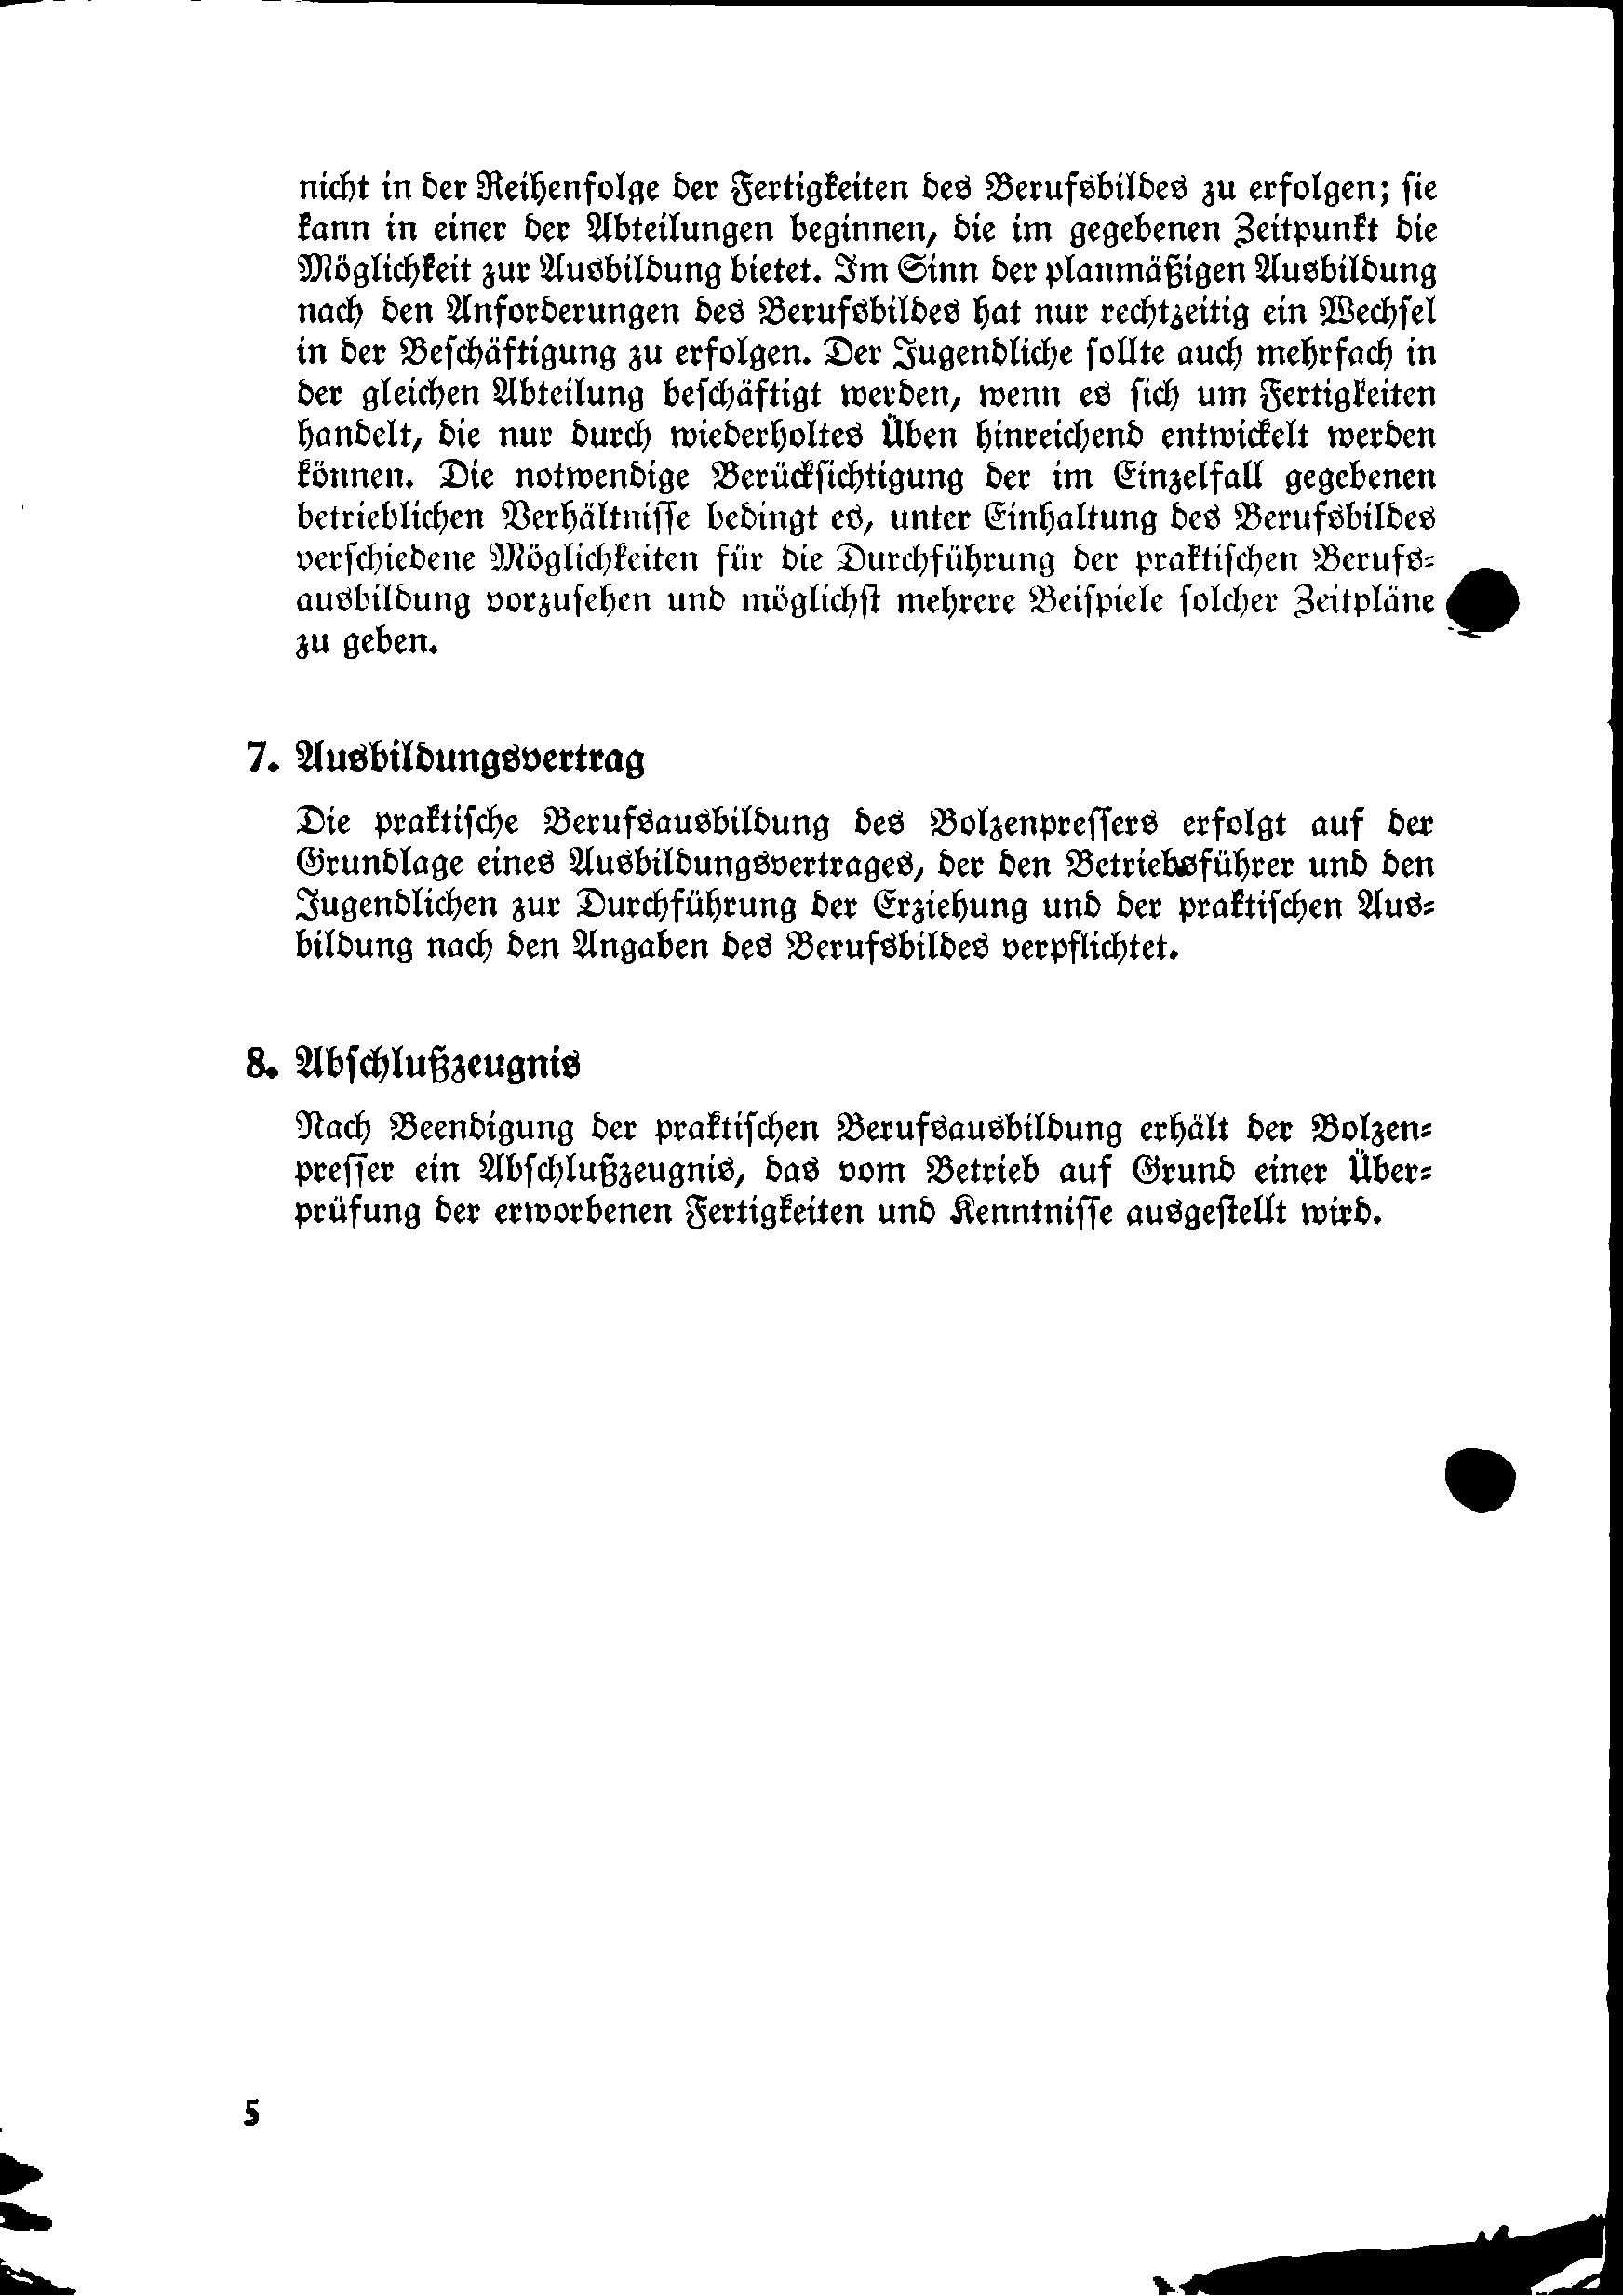 nicht in der Reihenfolge der Fertigkeiten des Berufsbildes zu erfolgen; sie
kann in einer der Abteilungen beginnen, die im gegebenen Zeitpunkt die
Möglichkeit zur Ausbildung bietet. Im Sinn der planmäßigen Ausbildung
nach den Anforderungen des Berufsbildes hat nur rechtzeitig ein Wechsel
in der Beschäftigung zu erfolgen. Der Jugendliche sollte auch mehrfach in
der gleichen Abteilung beschäftigt werden, wenn es sich um Fertigkeiten
handelt, die nur durch wiederholtes Üben hinreichend entwickelt werden
können. Die notwendige Berücksichtigung der im Einzelfall gegebenen
betrieblichen Verhältnisse bedingt es, unter Einhaltung des Berufsbildes
verschiedene Möglichkeiten für die Durchführung der praktischen Berufs-
ausbildung vorzusehen und möglichst mehrere Beispiele solcher Zeitpläne
zu geben.
7. Ausbildungsvertrag
Die praktische Berufsausbildung des Bolzenpressers erfolgt auf der
Grundlage eines Ausbildungsvertrages, der den Betriebsführer und den
Jugendlichen zur Durchführung der Erziehung und der praktischen Aus-
bildung nach den Angaben des Berufsbildes verpflichtet.
8. Abschlußzeugnis
Nach Beendigung der praktischen Berufsausbildung erhält der Bolzen-
presser ein Abschlußzeugnis, das vom Betrieb auf Grund einer Über-
prüfung der erworbenen Fertigkeiten und Kenntnisse ausgestellt wird.
5